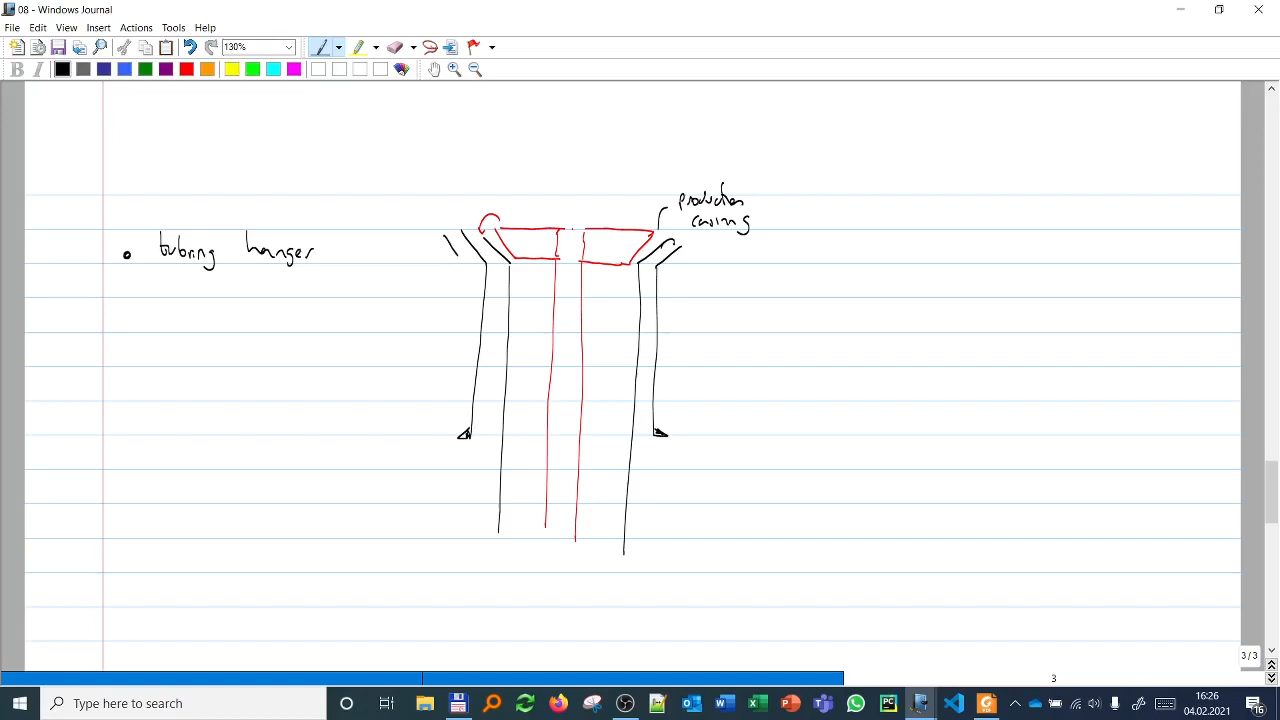 08 - Windows Journal
File Edit View Insert Actions Tools Help
130%
B I
production
casing
• tubing hanger
3/3
3
Type here to search
16:26
04.02.2021
16